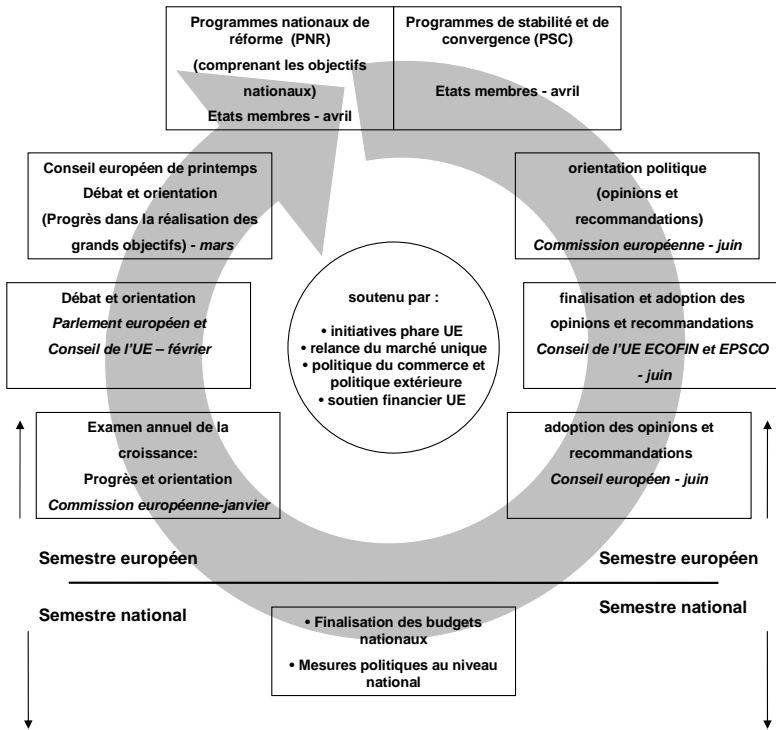 Programmes nationaux de
réforme (PNR)
(comprenant les objectifs
nationaux)
Etats membres - avril
Programmes de stabilité et de
convergence (PSC)
Etats membres - avril
Conseil européen de printemps
Débat et orientation
(Progrès dans la réalisation des
grands objectifs) - mars
orientation politique
(opinions et
recommandations)
Commission européenne - juin
Débat et orientation
Parlement européen et
Conseil de l'UE – février
soutenu par :
• initiatives phare UE
• relance du marché unique
• politique du commerce et
politique extérieure
• soutien financier UE
finalisation et adoption des
opinions et recommandations
Conseil de l'UE ECOFIN et EPSCO
- juin
Examen annuel de la
croissance:
Progrès et orientation
Commission européenne-janvier
adoption des opinions et
recommandations
Conseil européen - juin
Semestre européen
Semestre européen
Semestre national
Semestre national
• Finalisation des budgets
nationaux
• Mesures politiques au niveau
national